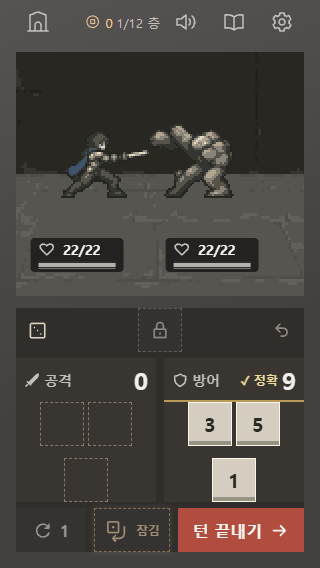 0 1/12 층
22/22 22/22
공격 0 방어 ✓정확 9
3 5
1
1 잠김 턴 끝내기 →